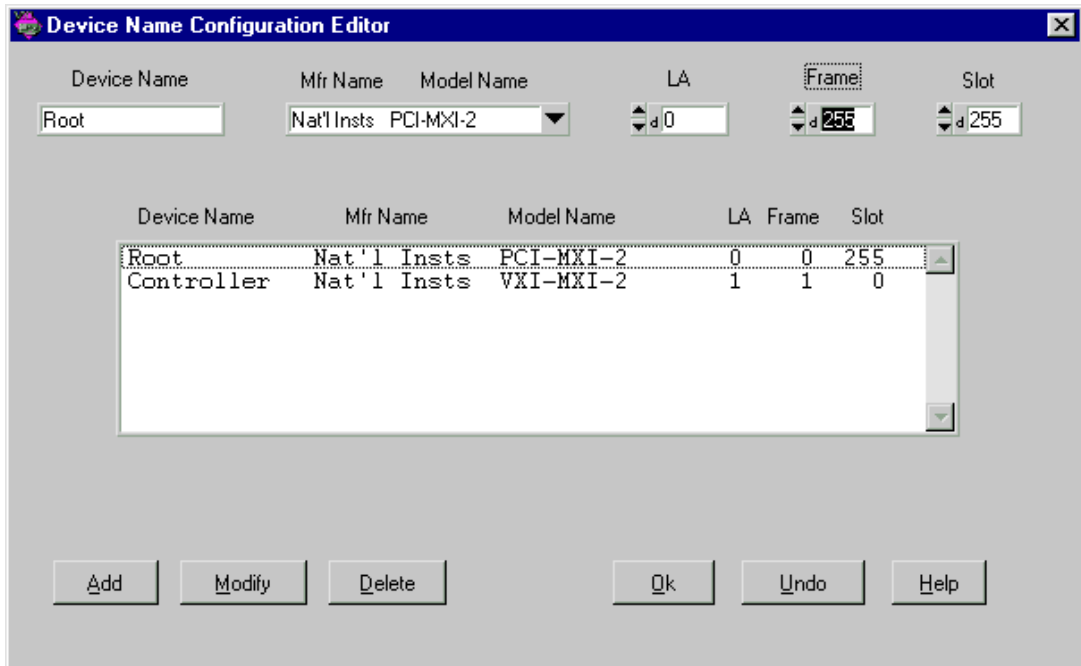 Device Name Configuration Editor
Device Name Mfr Name Model Name LA Frame Slot
Root Nat'l Insts PCI-MXI-2 d 0 d 255 d 255
Device Name Mfr Name Model Name LA Frame Slot
Root Nat'l Insts PCI-MXI-2 0 0 255
Controller Nat'l Insts VXI-MXI-2 1 1 0
Add Modify Delete Ok Undo Help